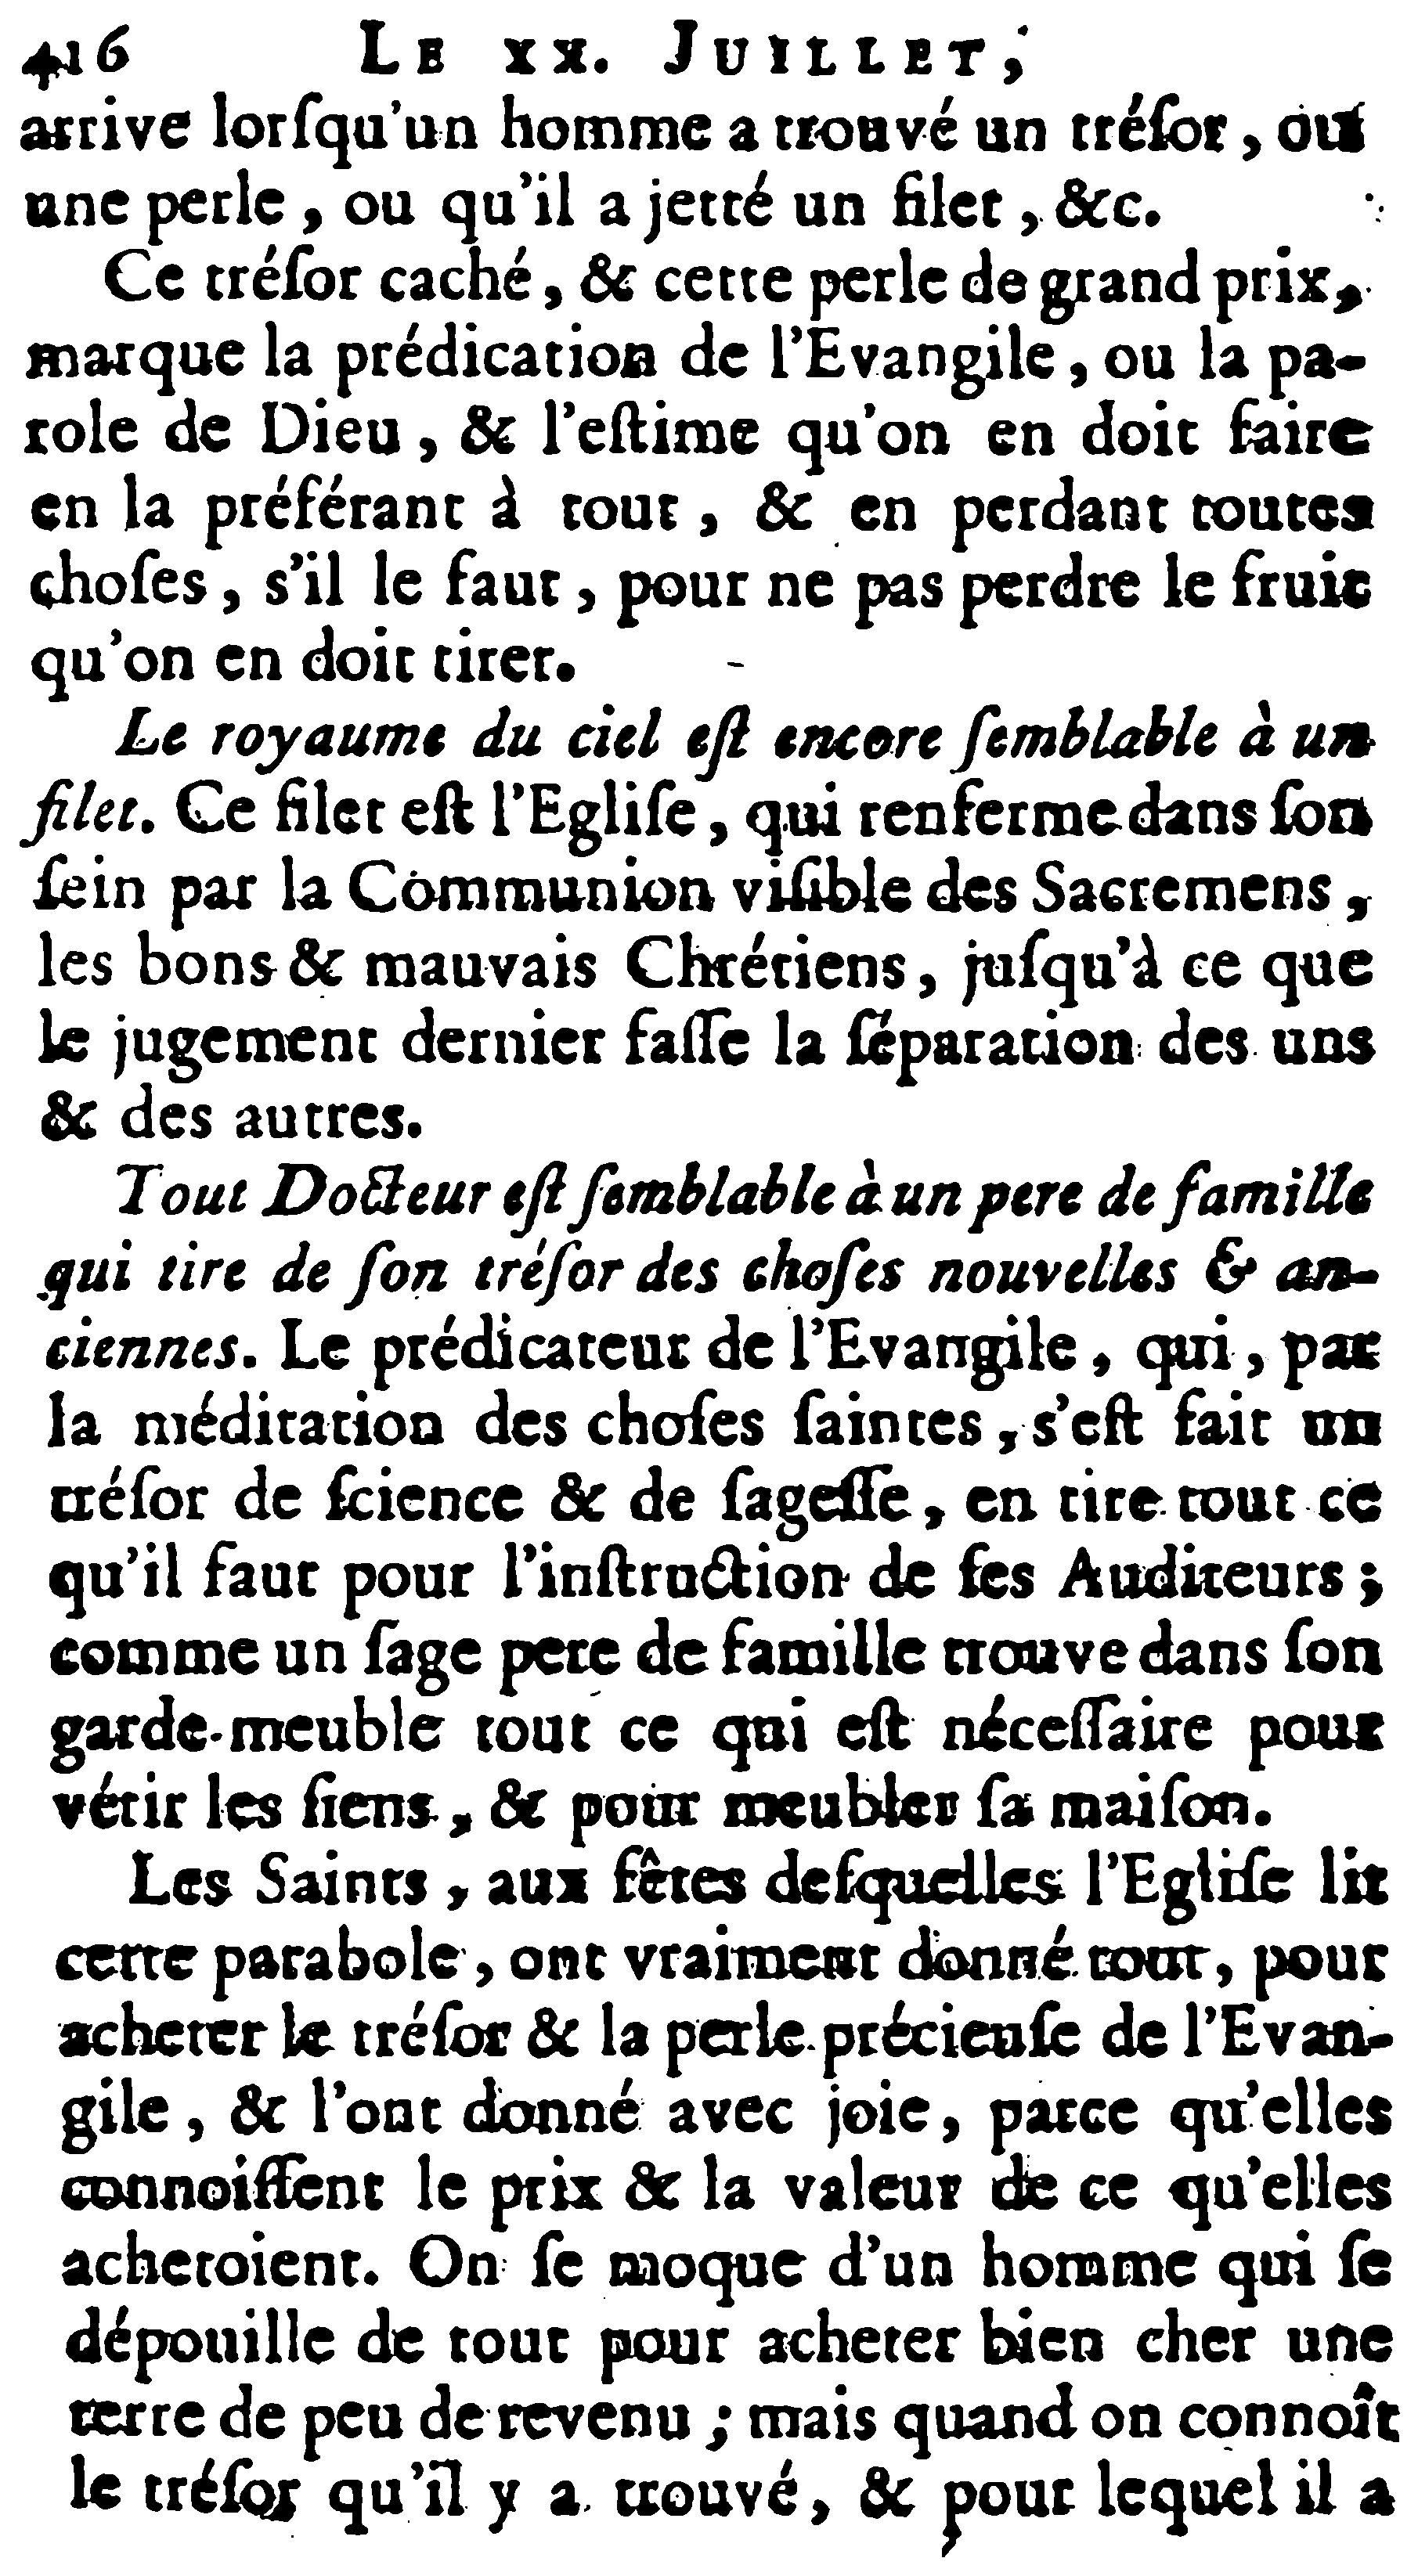 416 LE XX. JUILLET,
arrive lorſqu'un homme a trouvé un tréſor, ou
une perle, ou qu'il a jetté un filet, &c.
Ce tréſor caché, & cette perle de grand prix,
marque la prédication de l'Evangile, ou la pa-
role de Dieu, & l'eſtime qu'on en doit faire
en la préférant à tout, & en perdant toutes
choſes, s'il le faut, pour ne pas perdre le fruit
qu'on en doit tirer.
Le royaume du ciel eſt encore ſemblable à un
filet. Ce filet eſt l'Egliſe, qui renferme dans ſon
ſein par la Communion viſible des Sacremens,
les bons & mauvais Chrétiens, juſqu'à ce que
le jugement dernier faſſe la ſéparation des uns
& des autres.
Tout Docteur eſt ſemblable à un pere de famille
qui tire de ſon tréſor des choſes nouvelles & an-
ciennes. Le prédicateur de l'Evangile, qui, par
la méditation des choſes ſaintes, s'eſt fait un
tréſor de ſcience & de ſageſſe, en tire tout ce
qu'il faut pour l'inſtruction de ſes Auditeurs;
comme un ſage pere de famille trouve dans ſon
garde-meuble tout ce qui eſt néceſſaire pour
vétir les ſiens, & pour meubler ſa maiſon.
Les Saints, aux fêtes deſquelles l'Egliſe lit
cette parabole, ont vraiment donné tout, pour
acheter le tréſor & la perle précieuſe de l'Evan-
gile, & l'ont donné avec joie, parce qu'elles
connoiſſent le prix & la valeur de ce qu'elles
achetoient. On ſe moque d'un homme qui ſe
dépouille de tout pour acheter bien cher une
terre de peu de revenu; mais quand on connoît
le tréſor qu'il y a trouvé, & pour lequel il a